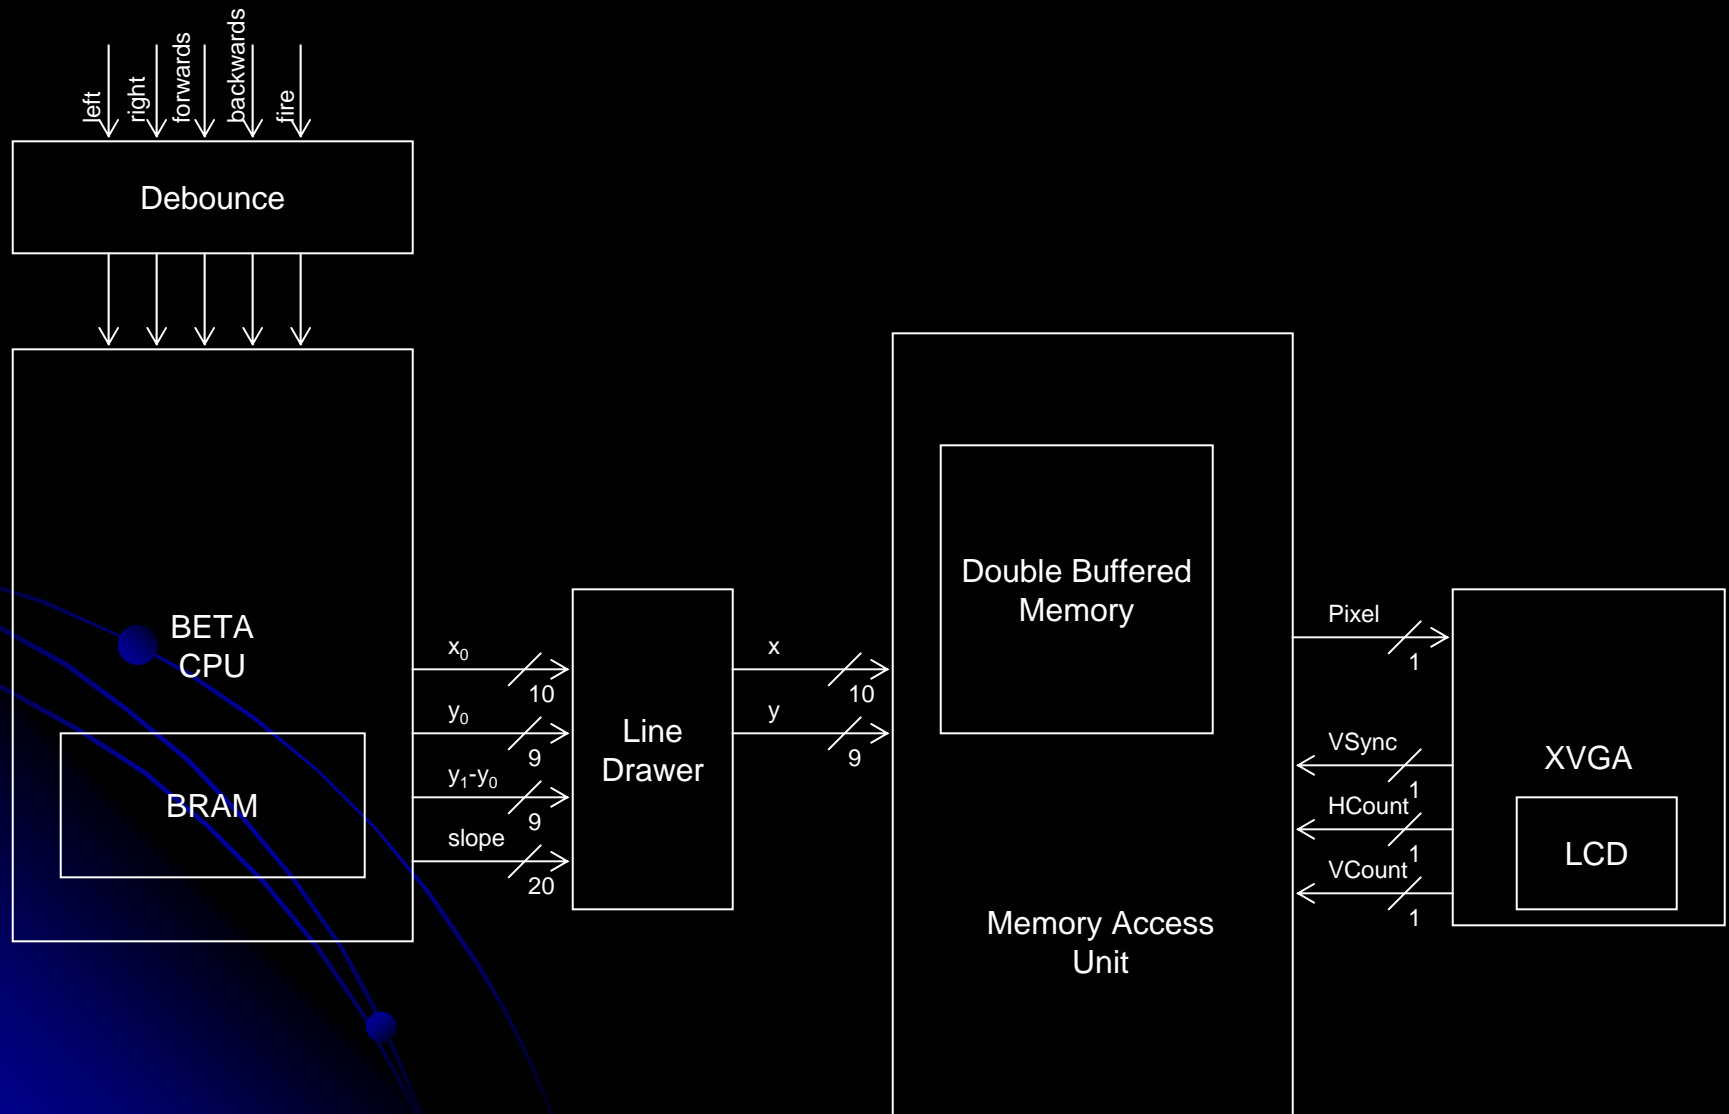 left
right
forwards
backwards
fire
Debounce
BETA
CPU
BRAM
x₀
10
y₀
9
y₁-y₀
9
slope
20
Line
Drawer
x
10
y
9
Double Buffered
Memory
Memory Access
Unit
Pixel
1
VSync
1
HCount
1
VCount
1
XVGA
LCD